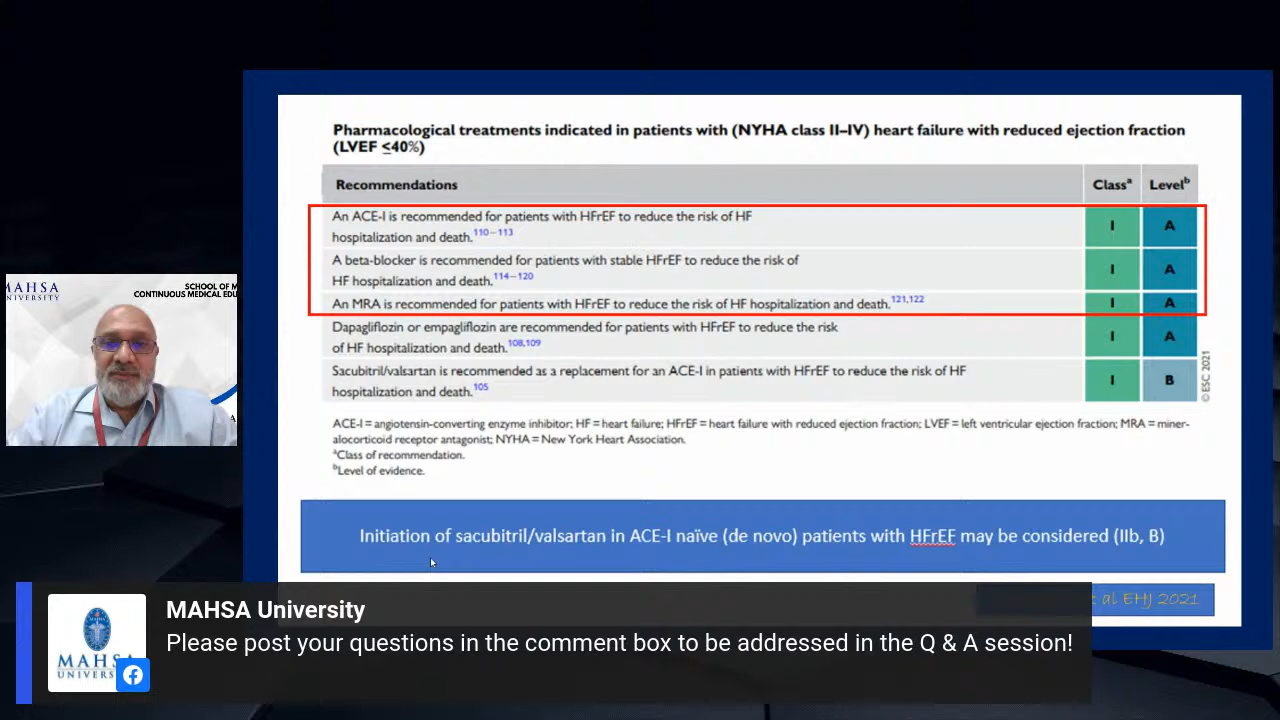 Pharmacological treatments indicated in patients with (NYHA class II–IV) heart failure with reduced ejection fraction
(LVEF ≤40%)
Recommendations Classᵃ Levelᵇ
An ACE-I is recommended for patients with HFrEF to reduce the risk of HF
hospitalization and death.¹¹⁰⁻¹¹³ I A
A beta-blocker is recommended for patients with stable HFrEF to reduce the risk of
HF hospitalization and death.¹¹⁴⁻¹²⁰ I A
An MRA is recommended for patients with HFrEF to reduce the risk of HF hospitalization and death.¹²¹,¹²² I A
Dapagliflozin or empagliflozin are recommended for patients with HFrEF to reduce the risk
of HF hospitalization and death.¹⁰⁸,¹⁰⁹ I A
Sacubitril/valsartan is recommended as a replacement for an ACE-I in patients with HFrEF to reduce the risk of HF
hospitalization and death.¹⁰⁵ I B
© ESC 2021
ACE-I = angiotensin-converting enzyme inhibitor; HF = heart failure; HFrEF = heart failure with reduced ejection fraction; LVEF = left ventricular ejection fraction; MRA = miner-
alocorticoid receptor antagonist; NYHA = New York Heart Association.
ᵃClass of recommendation.
ᵇLevel of evidence.
Initiation of sacubitril/valsartan in ACE-I naïve (de novo) patients with HFrEF may be considered (IIb, B)
al EHJ 2021
MAHSA
NIVERSITY
SCHOOL OF M
CONTINUOUS MEDICAL EDU
MAHSA University
Please post your questions in the comment box to be addressed in the Q & A session!
MAHS
UNIVERS